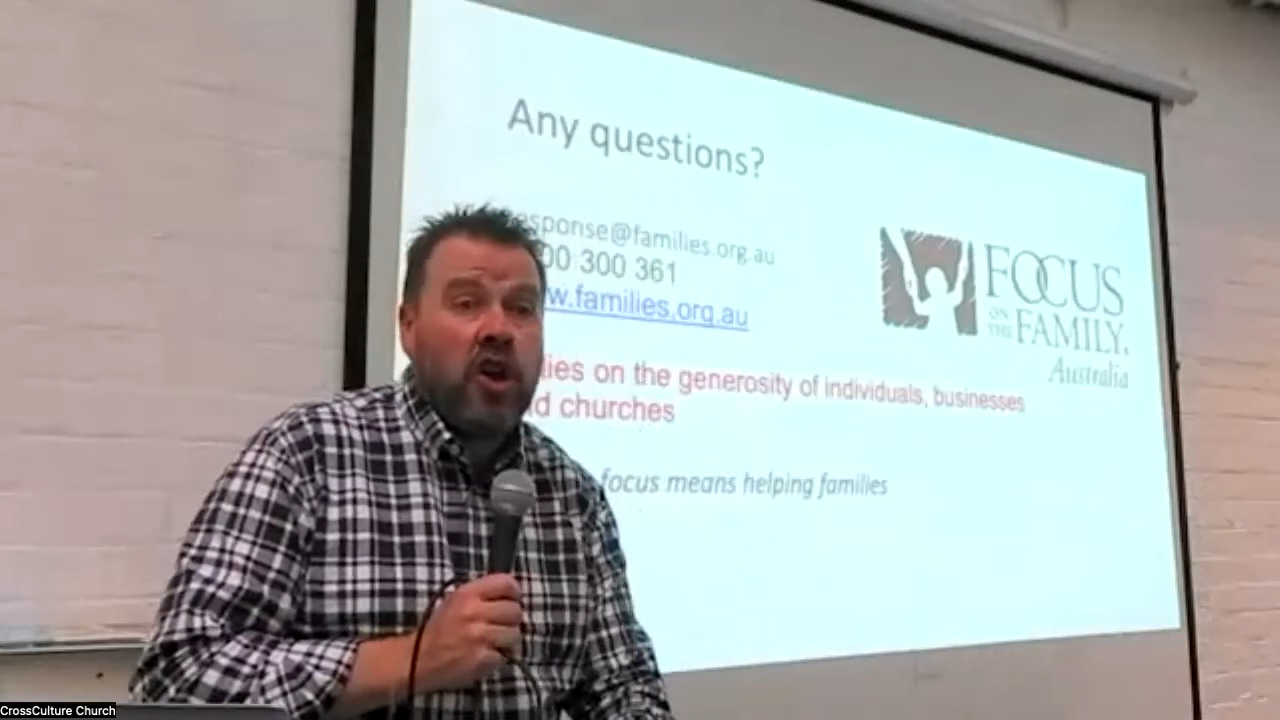 Any questions?
esponse@families.org.au
00 300 361
w.families.org.au
lies on the generosity of individuals, businesses
d churches
focus means helping families
FOCUS
ON
THE
FAMILY.
Australia
CrossCulture Church